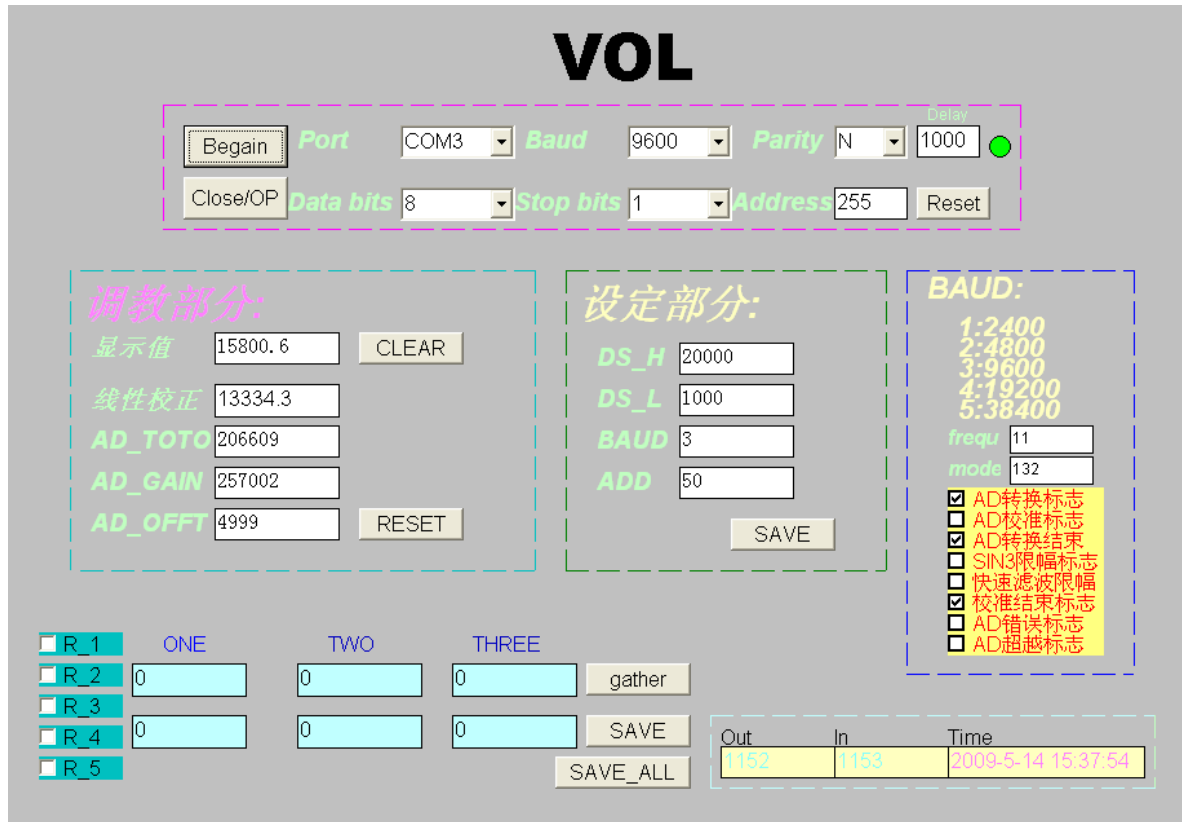 VOL
Delay
Begain Port COM3 Baud 9600 Parity N 1000
Close/OP Data bits 8 Stop bits 1 Address 255 Reset
调教部分:
显示值 15800.6 CLEAR
线性校正 13334.3
AD_TOTO 206609
AD_GAIN 257002
AD_OFFT 4999 RESET
设定部分:
DS_H 20000
DS_L 1000
BAUD 3
ADD 50
SAVE
BAUD:
1:2400
2:4800
3:9600
4:19200
5:38400
frequ 11
mode 132
AD转换标志
AD校准标志
AD转换结束
SIN3限幅标志
快速滤波限幅
校准结束标志
AD错误标志
AD超越标志
R_1 ONE TWO THREE
R_2 0 0 0 gather
R_3
R_4 0 0 0 SAVE
R_5 SAVE_ALL
Out In Time
1152 1153 2009-5-14 15:37:54